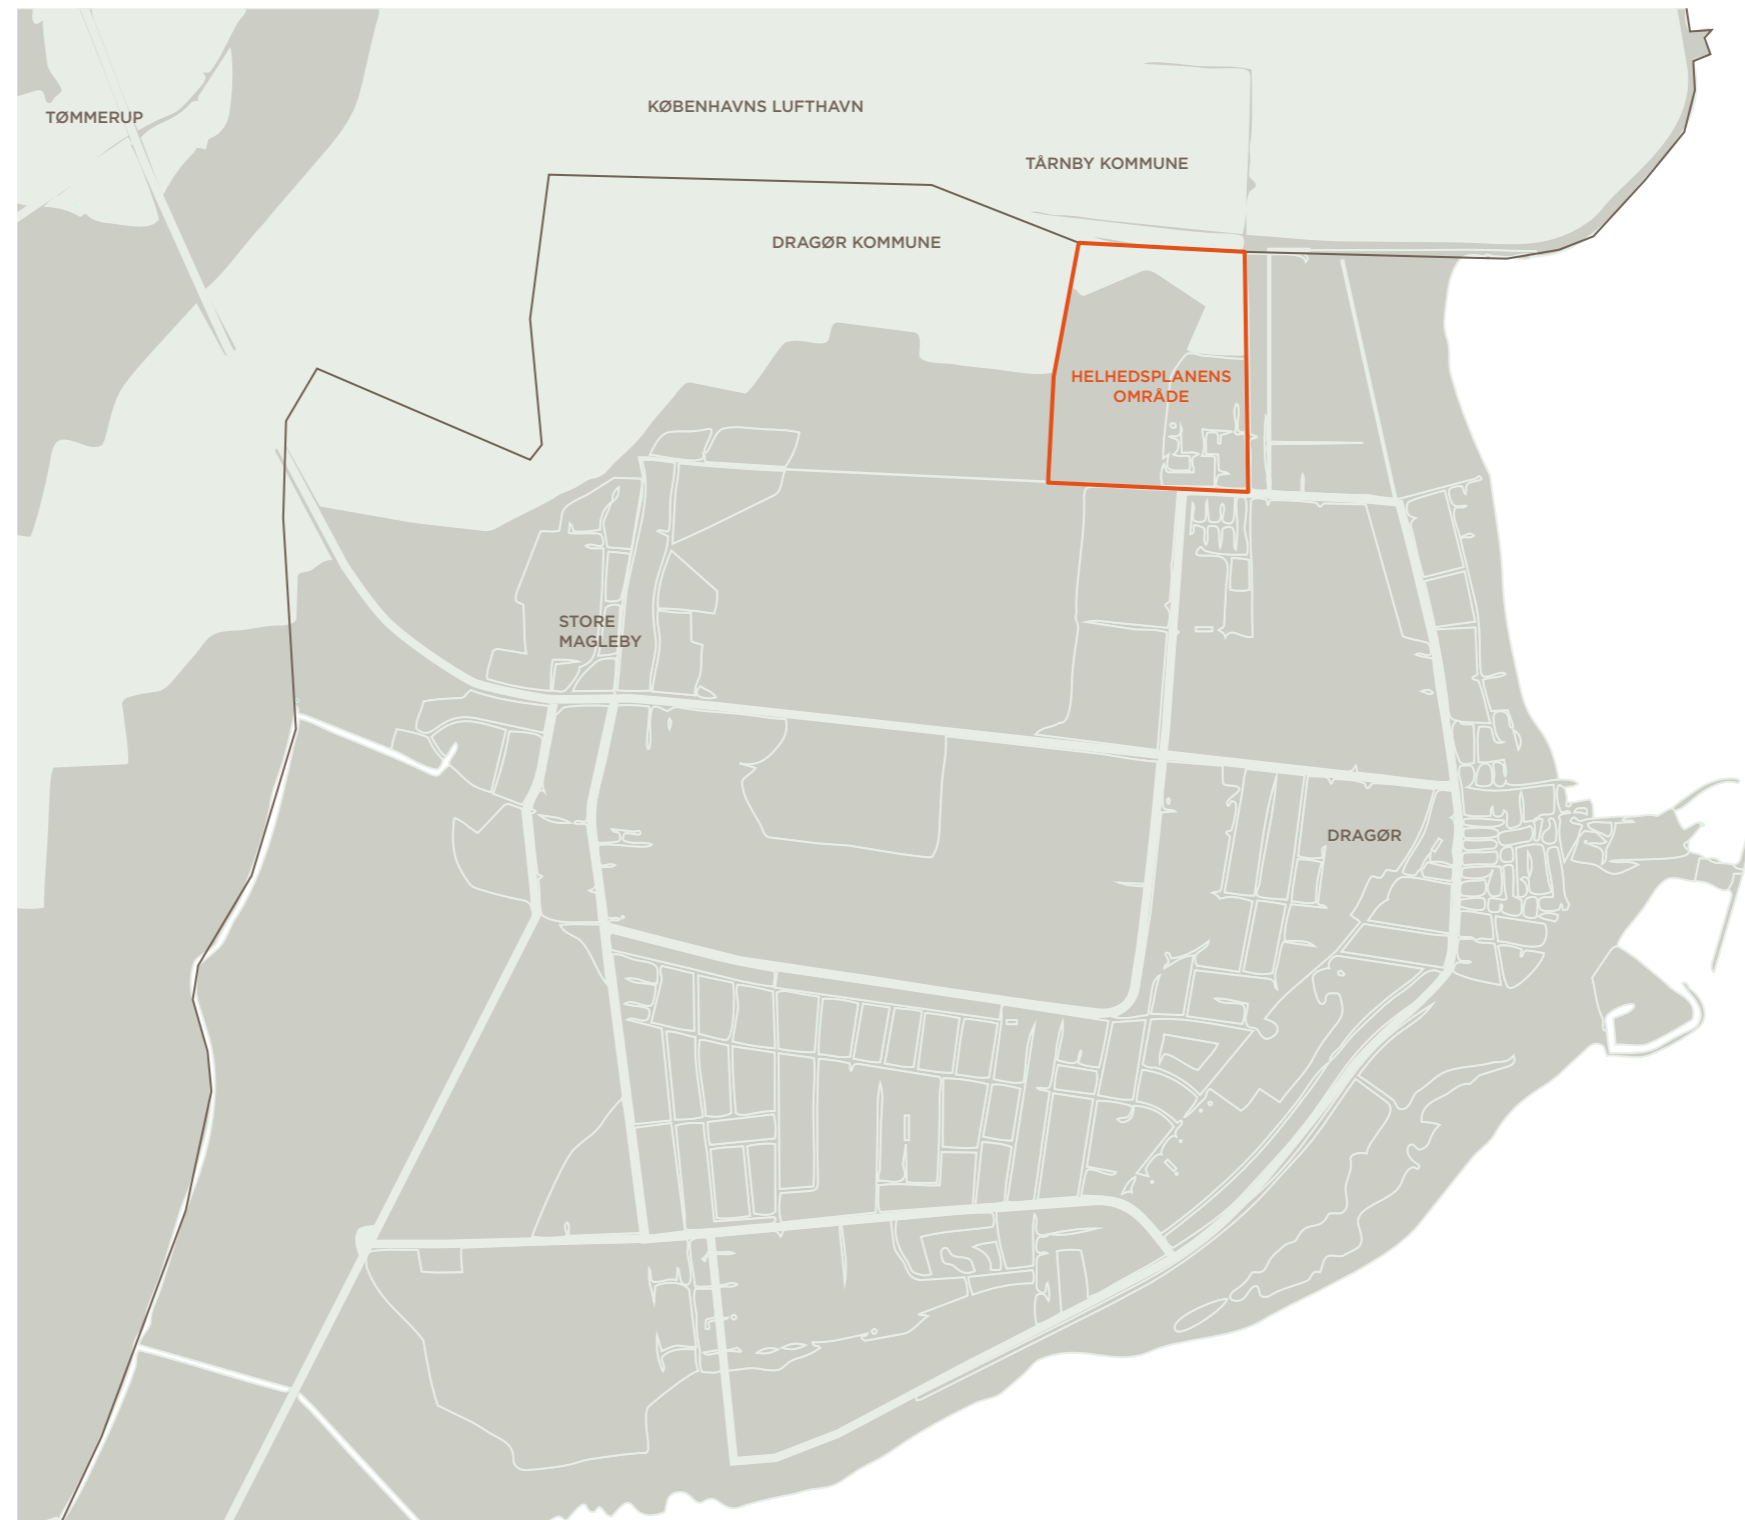 KØBENHAVNS LUFTHAVN
TØMMERUP
TÅRNBY KOMMUNE
DRAGØR KOMMUNE
HELHEDSPLANENS
OMRÅDE
STORE
MAGLEBY
DRAGØR